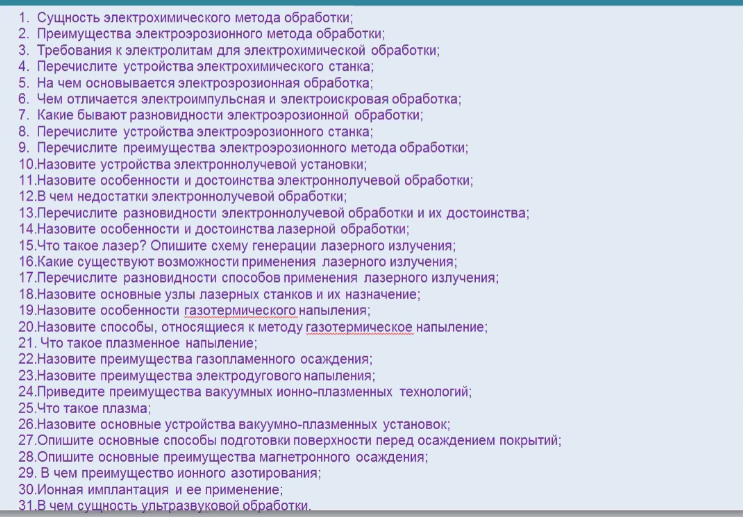 1. Сущность электрохимического метода обработки;
2. Преимущества электроэрозионного метода обработки;
3. Требования к электролитам для электрохимической обработки;
4. Перечислите устройства электрохимического станка;
5. На чем основывается электроэрозионная обработка;
6. Чем отличается электроимпульсная и электроискровая обработка;
7. Какие бывают разновидности электроэрозионной обработки;
8. Перечислите устройства электроэрозионного станка;
9. Перечислите преимущества электроэрозионного метода обработки;
10.Назовите устройства электроннолучевой установки;
11.Назовите особенности и достоинства электроннолучевой обработки;
12.В чем недостатки электроннолучевой обработки;
13.Перечислите разновидности электроннолучевой обработки и их достоинства;
14.Назовите особенности и достоинства лазерной обработки;
15.Что такое лазер? Опишите схему генерации лазерного излучения;
16.Какие существуют возможности применения лазерного излучения;
17.Перечислите разновидности способов применения лазерного излучения;
18.Назовите основные узлы лазерных станков и их назначение;
19.Назовите особенности газотермического напыления;
20.Назовите способы, относящиеся к методу газотермическое напыление;
21. Что такое плазменное напыление;
22.Назовите преимущества газопламенного осаждения;
23.Назовите преимущества электродугового напыления;
24.Приведите преимущества вакуумных ионно-плазменных технологий;
25.Что такое плазма;
26.Назовите основные устройства вакуумно-плазменных установок;
27.Опишите основные способы подготовки поверхности перед осаждением покрытий;
28.Опишите основные преимущества магнетронного осаждения;
29. В чем преимущество ионного азотирования;
30.Ионная имплантация и ее применение;
31.В чем сущность ультразвуковой обработки.